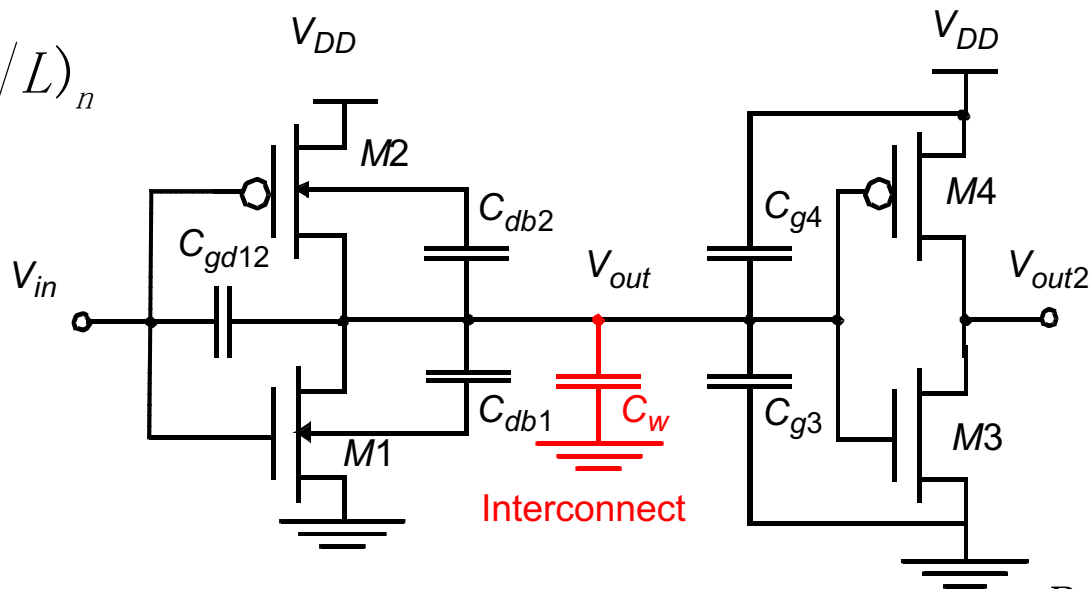 /L)n
VDD
VDD
M2
M4
Cdb2
Cg4
Cgd12
Vin
Vout
Vout2
Cdb1
Cw
Cg3
M1
M3
Interconnect